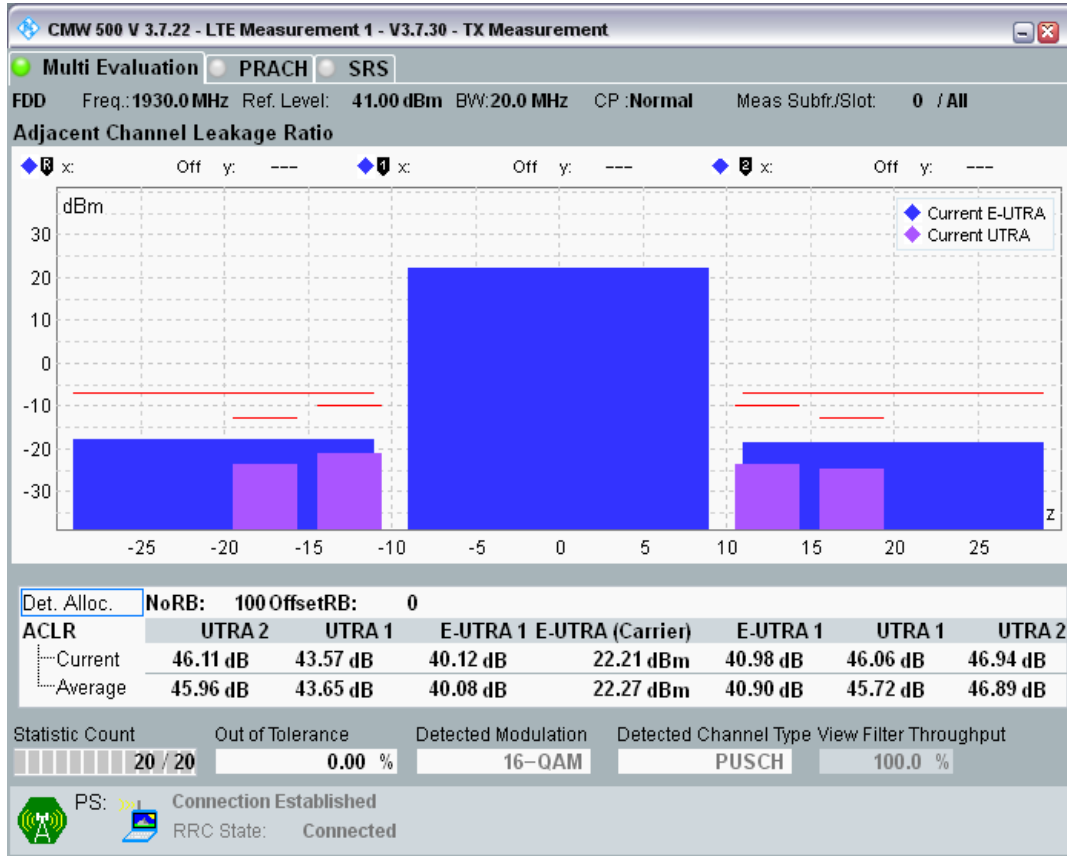 CMW 500 V 3.7.22 - LTE Measurement 1 - V3.7.30 - TX Measurement
Multi Evaluation PRACH SRS
FDD Freq.: 1930.0 MHz Ref. Level: 41.00 dBm BW: 20.0 MHz CP : Normal Meas Subfr./Slot: 0 / All
Adjacent Channel Leakage Ratio
R x: Off y: --- 1 x: Off y: --- 2 x: Off y: ---
dBm
Current E-UTRA
Current UTRA
30
20
10
0
-10
-20
-30
z
-25 -20 -15 -10 -5 0 5 10 15 20 25
Det. Alloc. NoRB: 100 OffsetRB: 0
ACLR UTRA 2 UTRA 1 E-UTRA 1 E-UTRA (Carrier) E-UTRA 1 UTRA 1 UTRA 2
Current 46.11 dB 43.57 dB 40.12 dB 22.21 dBm 40.98 dB 46.06 dB 46.94 dB
Average 45.96 dB 43.65 dB 40.08 dB 22.27 dBm 40.90 dB 45.72 dB 46.89 dB
Statistic Count Out of Tolerance Detected Modulation Detected Channel Type View Filter Throughput
20 / 20 0.00 % 16-QAM PUSCH 100.0 %
PS: Connection Established
RRC State: Connected